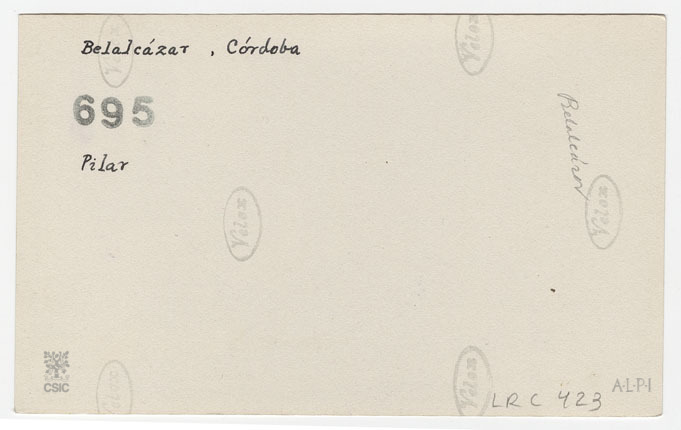 Belalcázar , Córdoba
695
Pilar
Belalcázar
Velox
Velox
Velox
Velox
Velox
Velox
CSIC
LRC 423
A·L·P·I